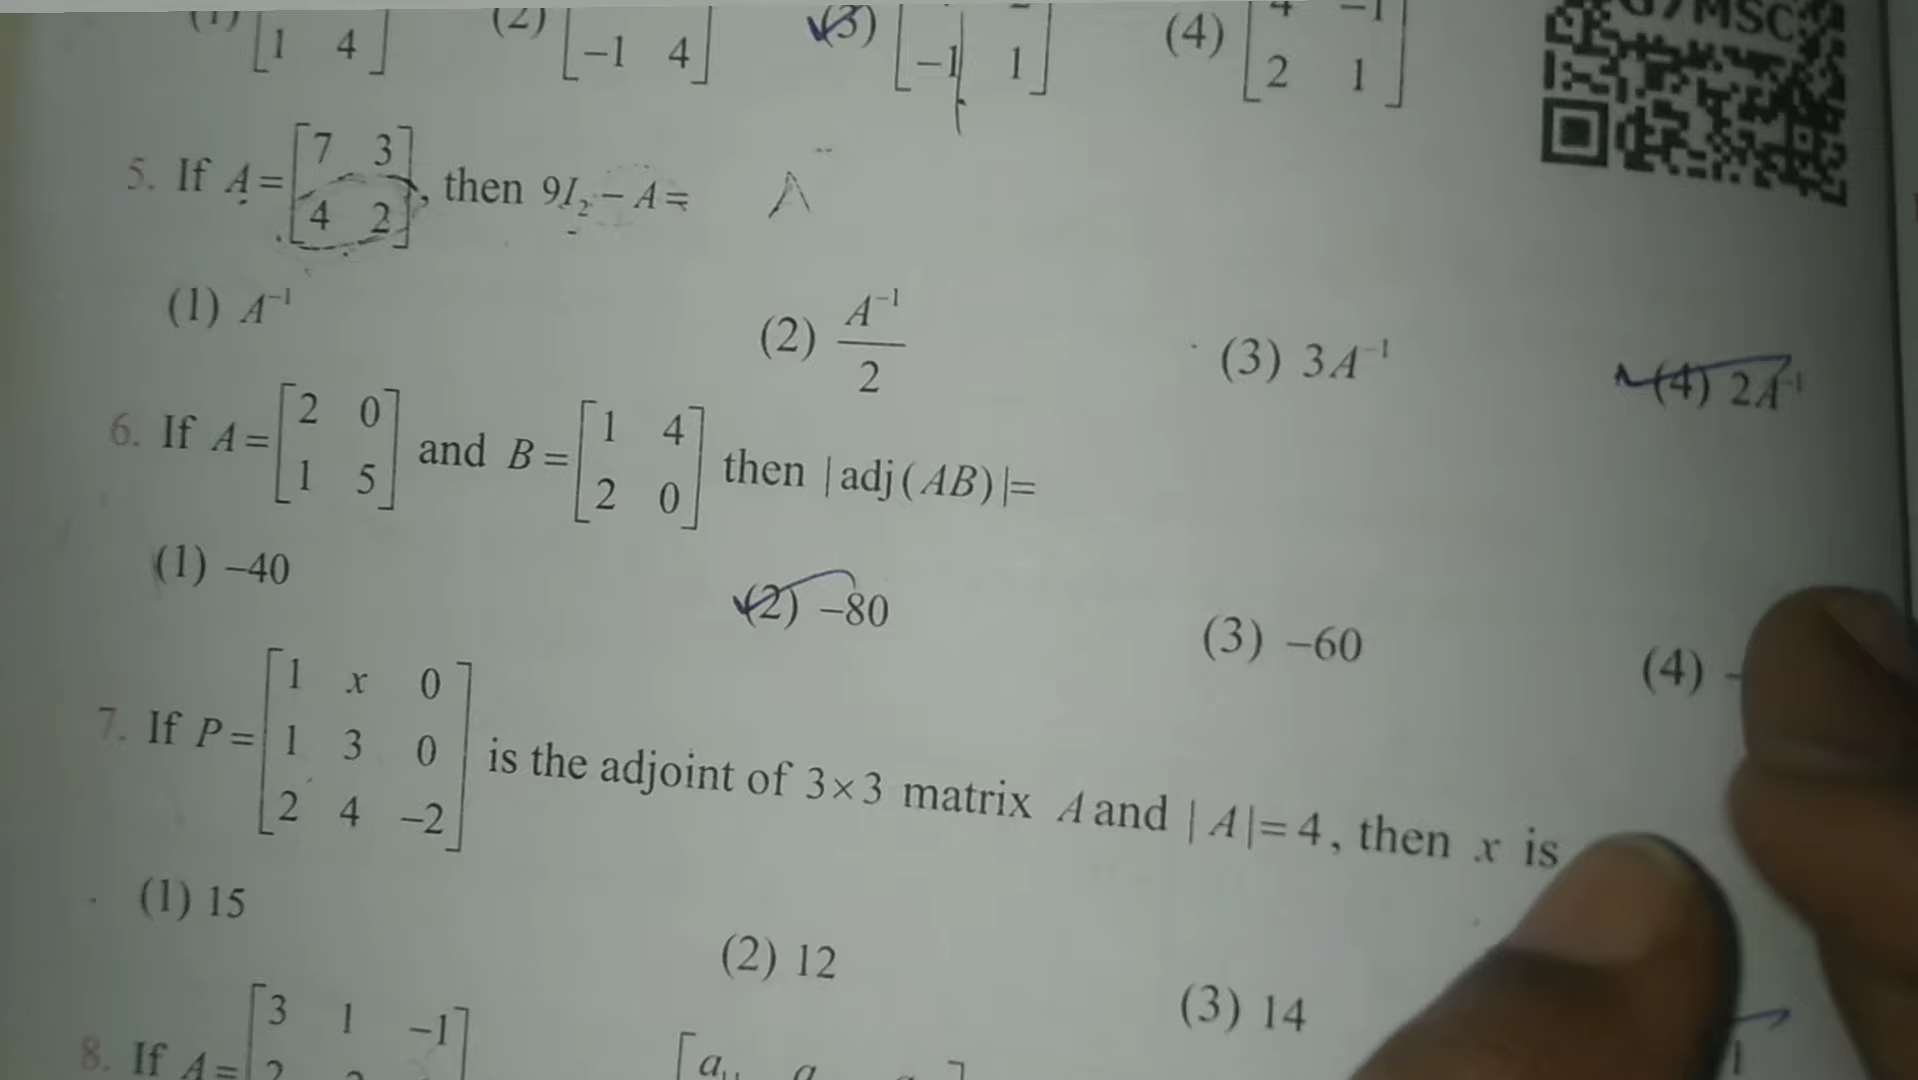 (1) [1 4] (2) [−1 4] (3) [−1 1] (4) [4 −1
2 1] G7MSC
5. If A = [7 3
4 2], then 9I₂ − A =
(1) A⁻¹ (2) A⁻¹/2 (3) 3A⁻¹ (4) 2A⁻¹
6. If A = [2 0
1 5] and B = [1 4
2 0] then |adj(AB)| =
(1) −40 (2) −80 (3) −60 (4) −
7. If P = [1 x 0
1 3 0
2 4 −2] is the adjoint of 3×3 matrix A and |A| = 4, then x is
(1) 15 (2) 12 (3) 14
8. If A = [3 1 −1]